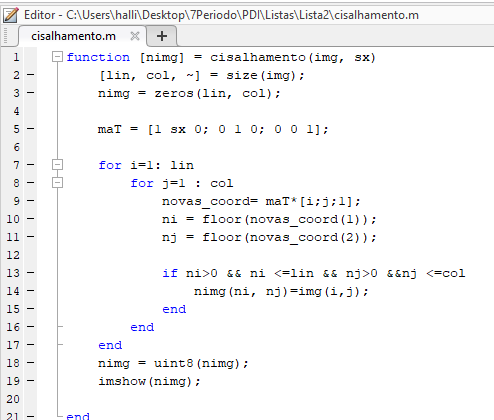 Editor - C:\Users\halli\Desktop\7Periodo\PDI\Listas\Lista2\cisalhamento.m
cisalhamento.m × +
1 function [nimg] = cisalhamento(img, sx)
2 – [lin, col, ~] = size(img);
3 – nimg = zeros(lin, col);
4
5 – maT = [1 sx 0; 0 1 0; 0 0 1];
6
7 – for i=1: lin
8 – for j=1 : col
9 – novas_coord= maT*[i;j;1];
10 – ni = floor(novas_coord(1));
11 – nj = floor(novas_coord(2));
12
13 – if ni>0 && ni <=lin && nj>0 &&nj <=col
14 – nimg(ni, nj)=img(i,j);
15 – end
16 – end
17 – end
18 – nimg = uint8(nimg);
19 – imshow(nimg);
20
21 – end